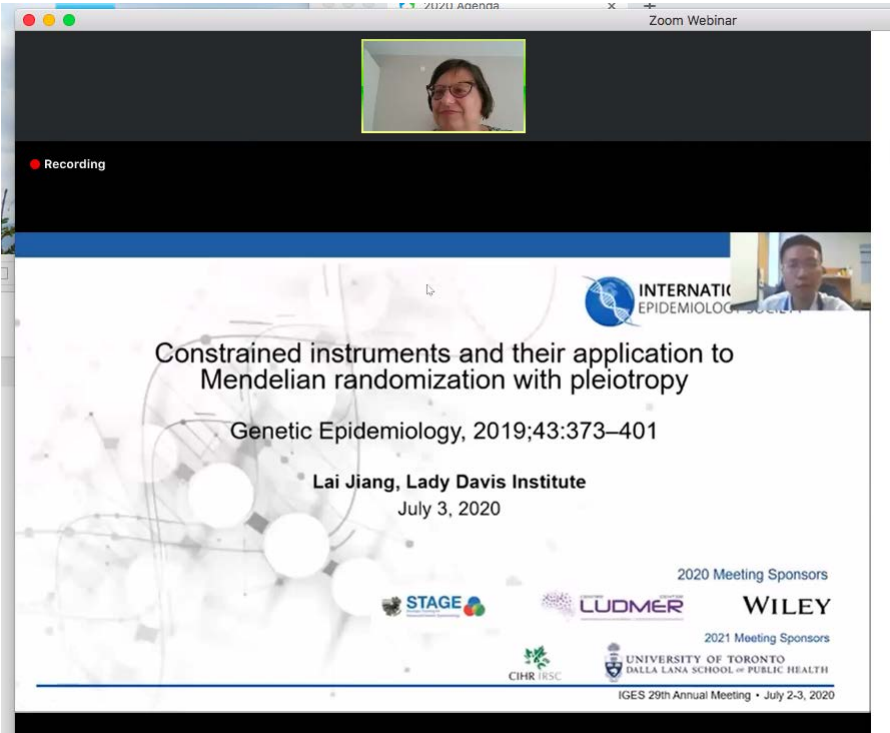 2020 Agenda
Zoom Webinar
Recording
INTERNATIO
EPIDEMIOLOGY SOCIETY
Constrained instruments and their application to
Mendelian randomization with pleiotropy
Genetic Epidemiology, 2019;43:373–401
Lai Jiang, Lady Davis Institute
July 3, 2020
2020 Meeting Sponsors
STAGE
LUDMER
WILEY
2021 Meeting Sponsors
CIHR IRSC
UNIVERSITY OF TORONTO
DALLA LANA SCHOOL OF PUBLIC HEALTH
IGES 29th Annual Meeting • July 2-3, 2020